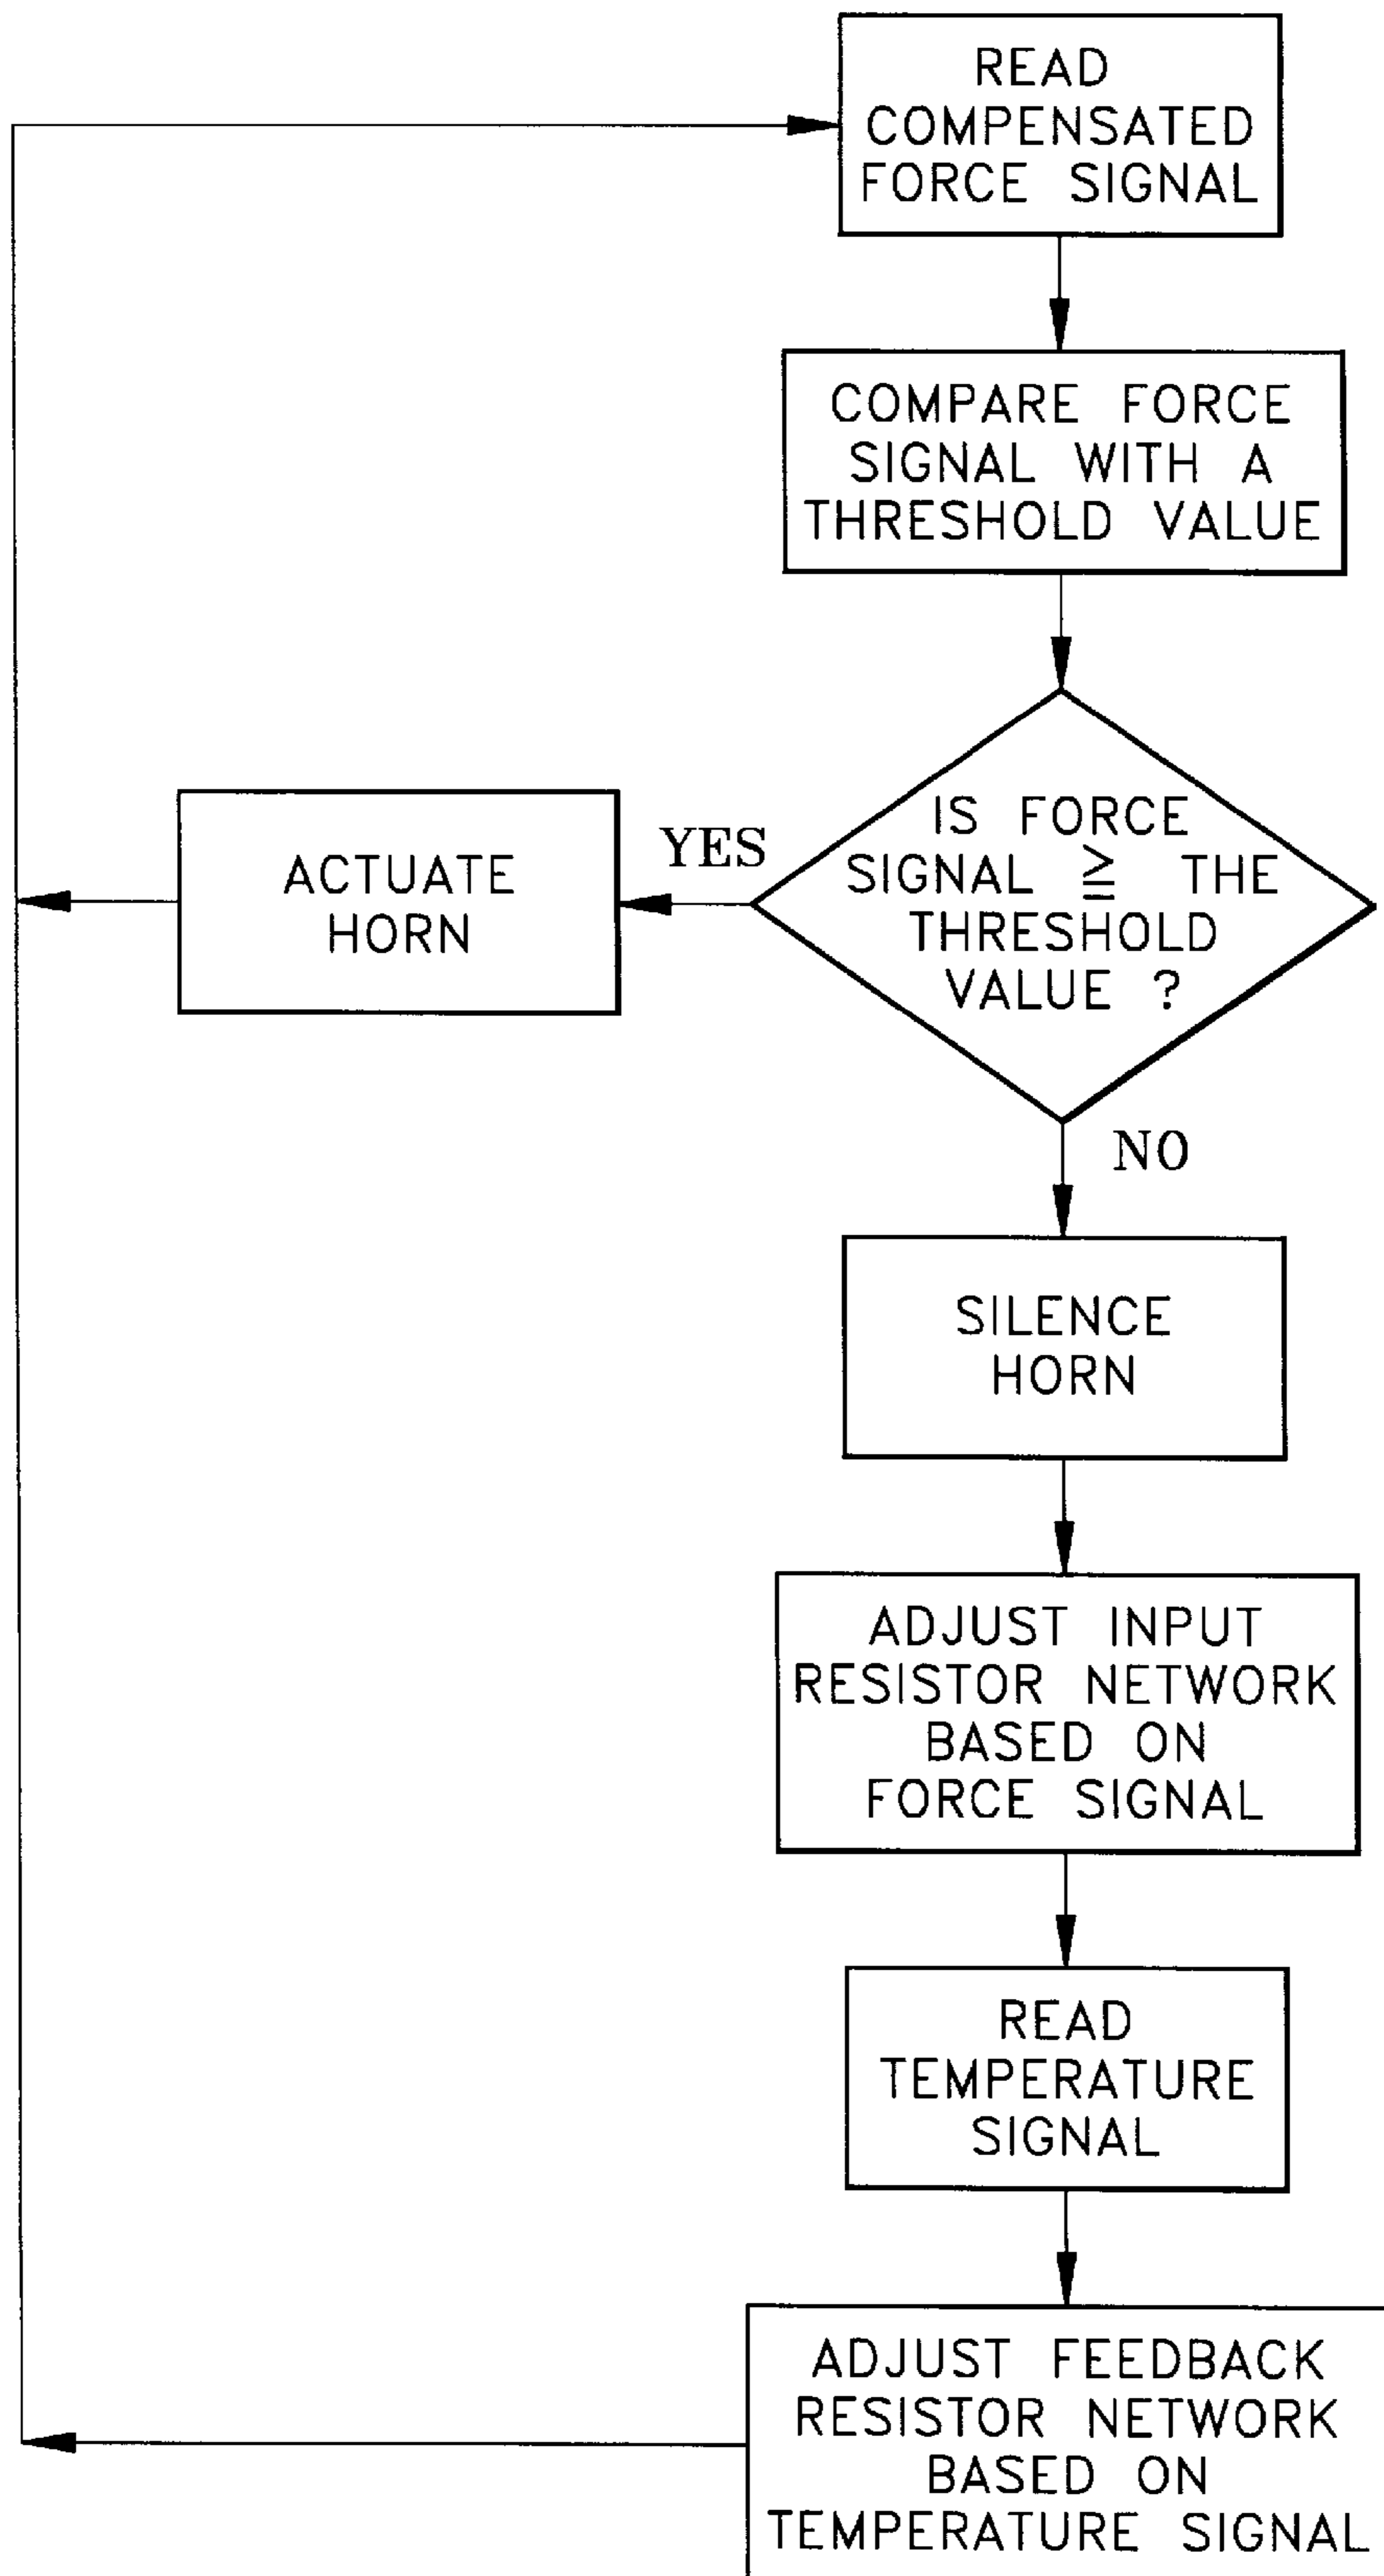 READ
COMPENSATED
FORCE SIGNAL
COMPARE FORCE
SIGNAL WITH A
THRESHOLD VALUE
IS FORCE
SIGNAL ≧ THE
THRESHOLD
VALUE ?
YES
ACTUATE
HORN
NO
SILENCE
HORN
ADJUST INPUT
RESISTOR NETWORK
BASED ON
FORCE SIGNAL
READ
TEMPERATURE
SIGNAL
ADJUST FEEDBACK
RESISTOR NETWORK
BASED ON
TEMPERATURE SIGNAL